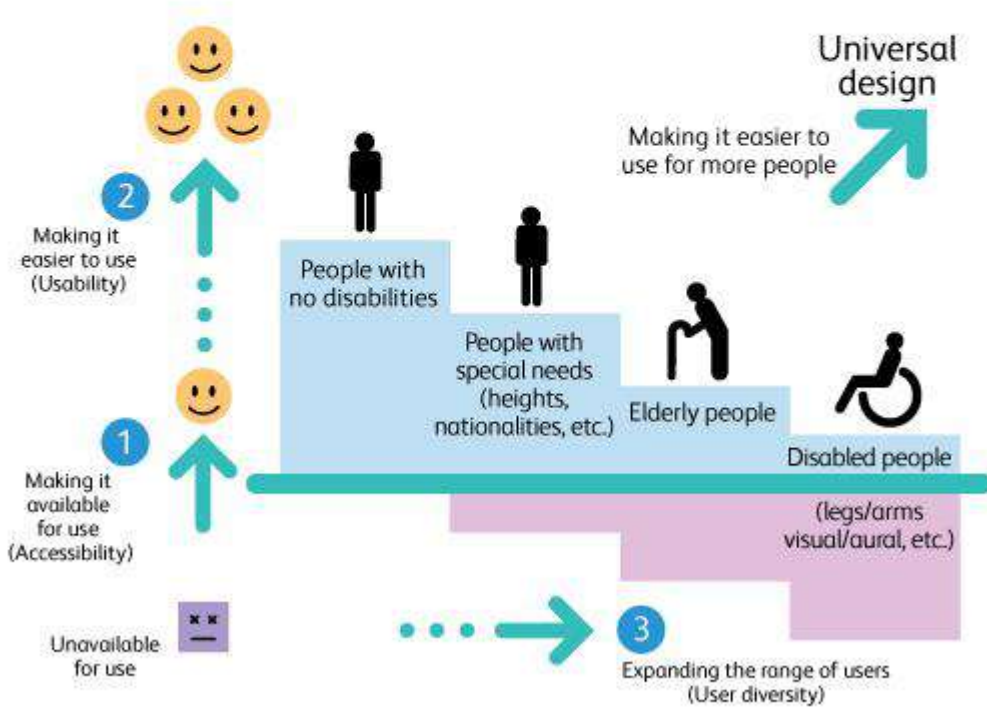 Universal
design
Making it easier to
use for more people
2
Making it
easier to use
(Usability)
People with
no disabilities
People with
special needs
(heights,
nationalities, etc.)
Elderly people
Disabled people
(legs/arms
visual/aural, etc.)
1
Making it
available
for use
(Accessibility)
Unavailable
for use
3
Expanding the range of users
(User diversity)